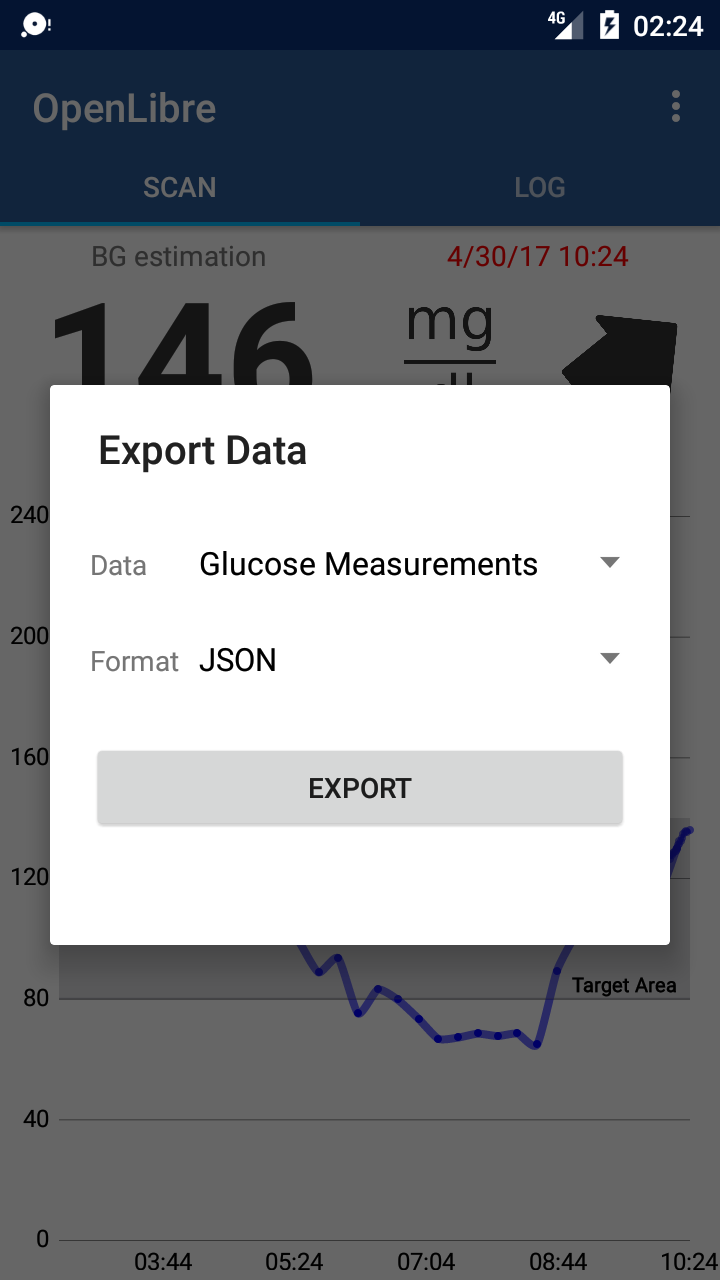 4G 02:24
OpenLibre
SCAN LOG
BG estimation 4/30/17 10:24
146 mg
Export Data
240
Data Glucose Measurements
200
Format JSON
160
EXPORT
120
80 Target Area
40
0
03:44 05:24 07:04 08:44 10:24